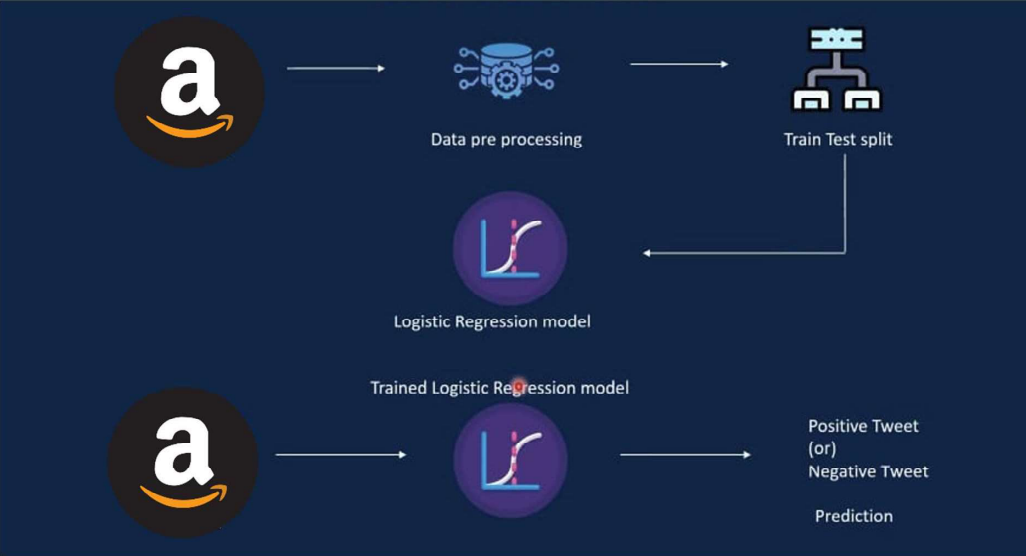 a
Data pre processing
Train Test split
Logistic Regression model
Trained Logistic Regression model
a
Positive Tweet
(or)
Negative Tweet
Prediction